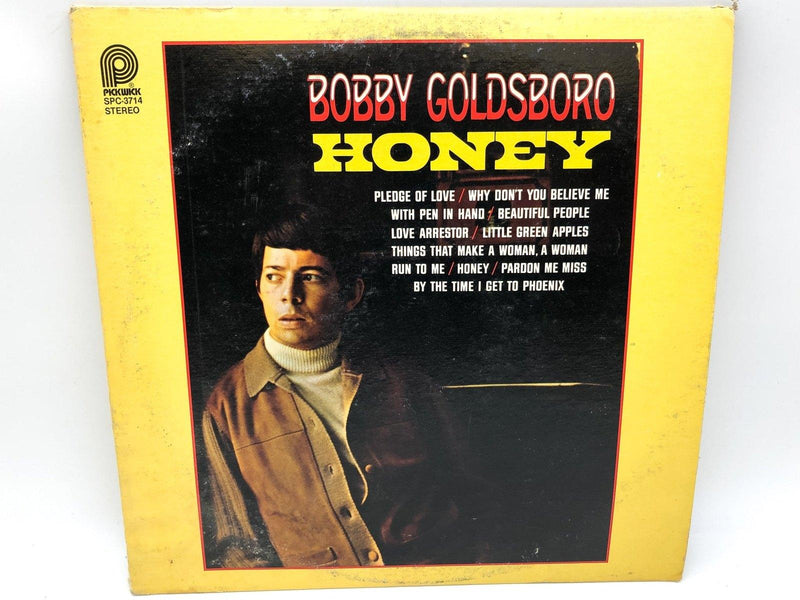 P
®
PICKWICK
SPC-3714
STEREO
BOBBY GOLDSBORO
HONEY
PLEDGE OF LOVE / WHY DON'T YOU BELIEVE ME
WITH PEN IN HAND / BEAUTIFUL PEOPLE
LOVE ARRESTOR / LITTLE GREEN APPLES
THINGS THAT MAKE A WOMAN, A WOMAN
RUN TO ME / HONEY / PARDON ME MISS
BY THE TIME I GET TO PHOENIX